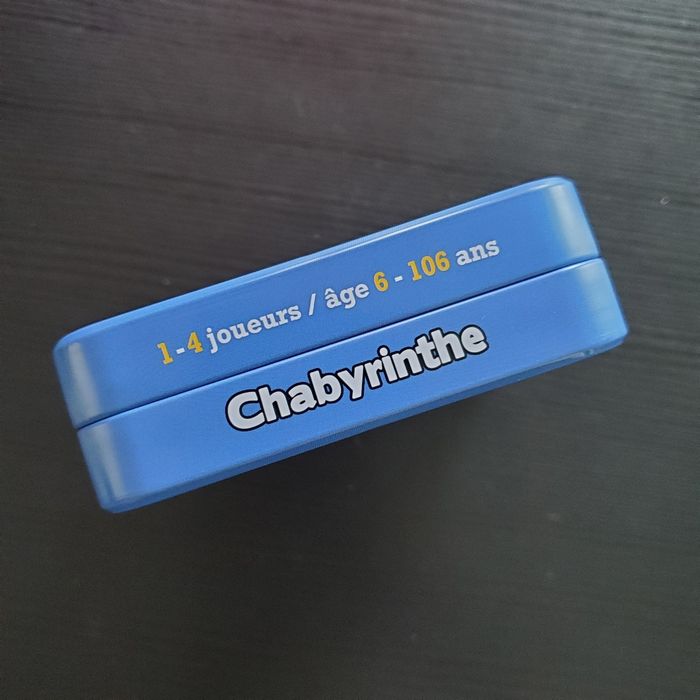 1-4 joueurs / âge 6 - 106 ans
Chabyrinthe